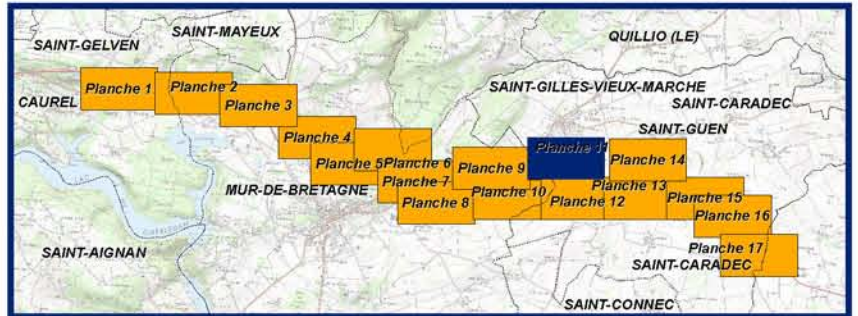 SAINT-GELVEN
SAINT-MAYEUX
QUILLIO (LE)
CAUREL
Planche 1
Planche 2
Planche 3
SAINT-GILLES-VIEUX-MARCHE
SAINT-CARADEC
SAINT-GUEN
Planche 4
Planche 5
Planche 6
Planche 7
Planche 8
Planche 9
Planche 10
Planche 11
Planche 12
Planche 13
Planche 14
Planche 15
Planche 16
Planche 17
MUR-DE-BRETAGNE
SAINT-AIGNAN
SAINT-CARADEC
SAINT-CONNEC